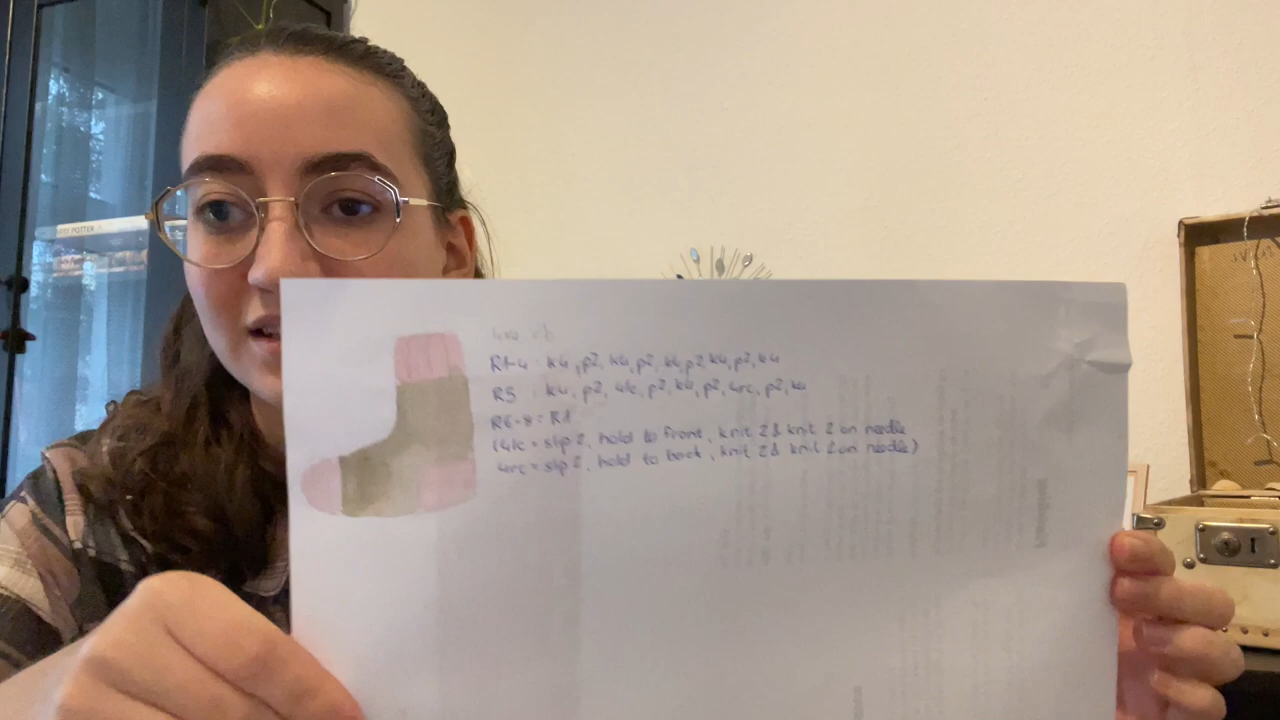 POTTER
R1-4 : k4, p2, k4, p2, k4, p2, k4, p2, k4
R5 : k4, p2, 4lc, p2, k4, p2, 4rc, p2, k4
R6-8 = R1
(4lc = slip 2, hold to front, knit 2 & knit 2 on needle
4rc = slip 2, hold to back, knit 2 & knit 2 on needle)